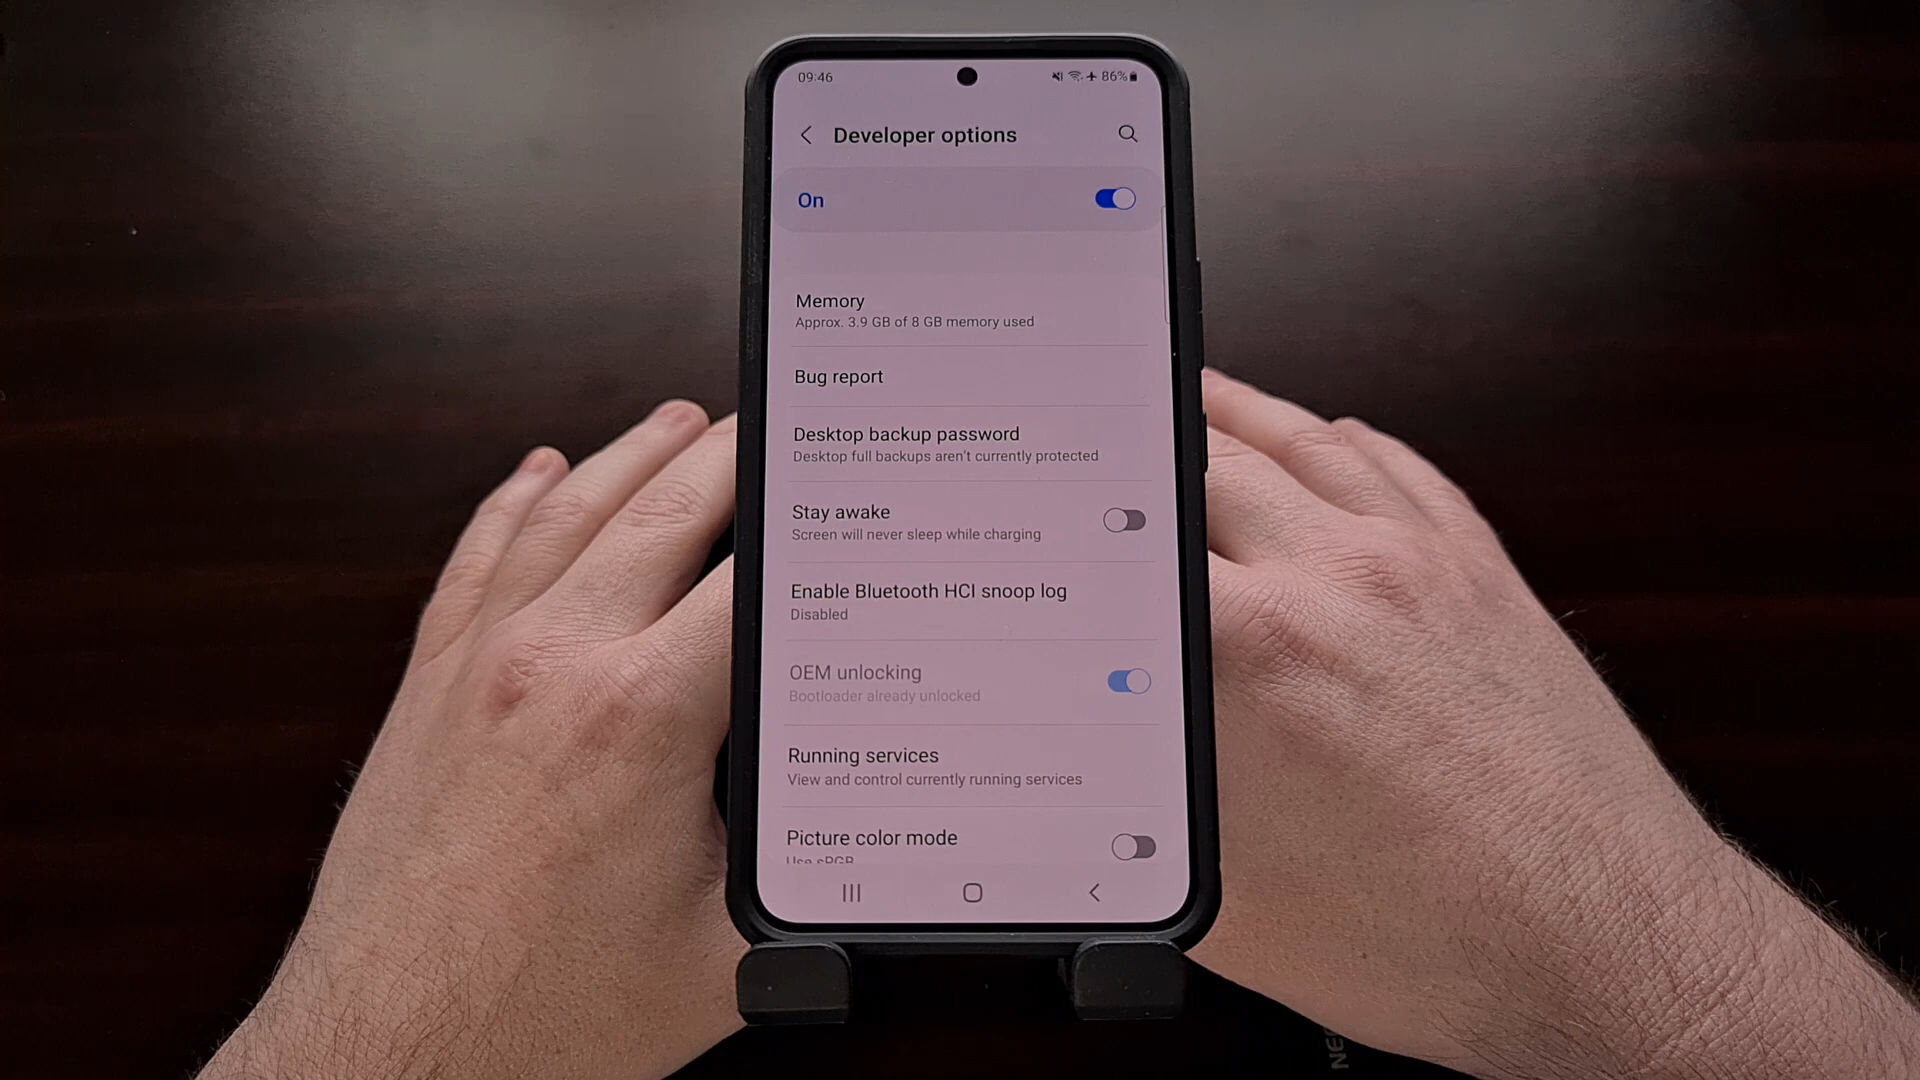 09:46
86%
Developer options
On
Memory
Approx. 3.9 GB of 8 GB memory used
Bug report
Desktop backup password
Desktop full backups aren't currently protected
Stay awake
Screen will never sleep while charging
Enable Bluetooth HCI snoop log
Disabled
OEM unlocking
Bootloader already unlocked
Running services
View and control currently running services
Picture color mode
Use sRGB